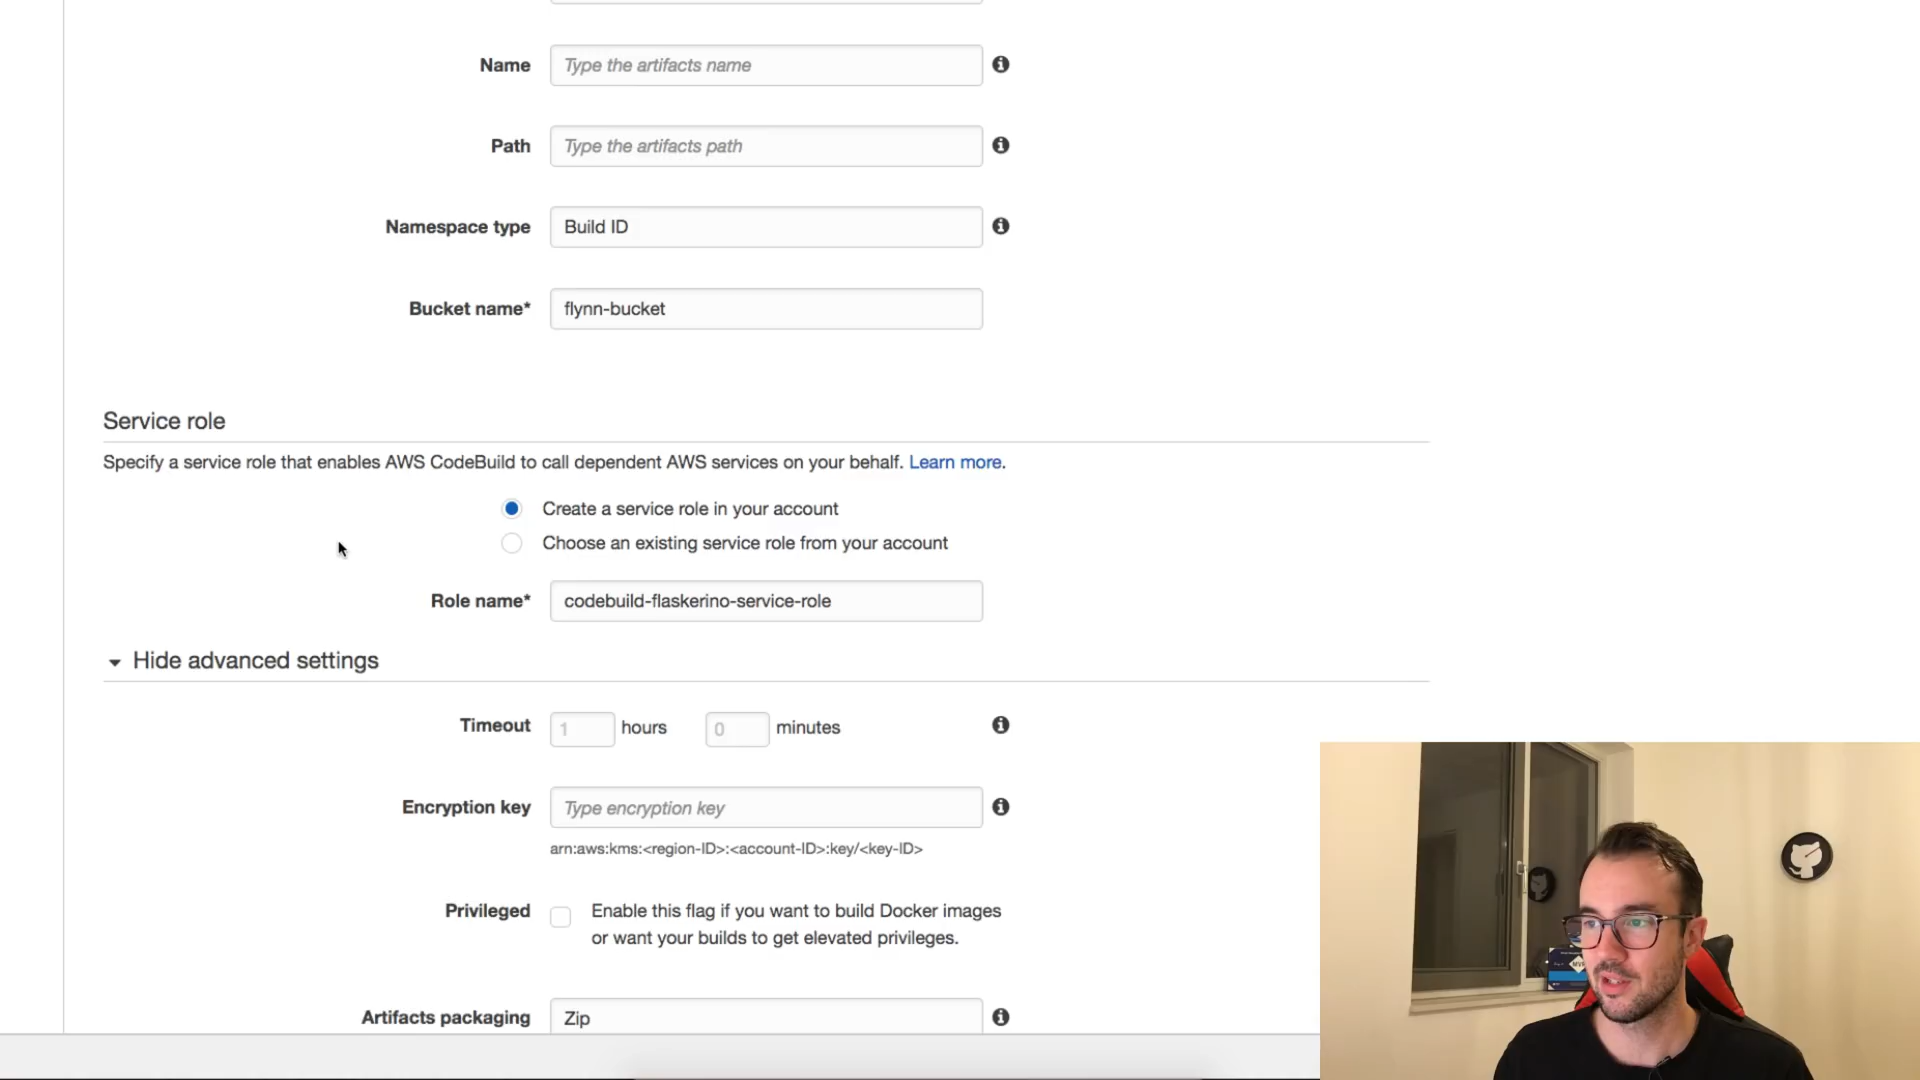 Name
Type the artifacts name
Path
Type the artifacts path
Namespace type
Build ID
Bucket name*
flynn-bucket
Service role
Specify a service role that enables AWS CodeBuild to call dependent AWS services on your behalf. Learn more.
Create a service role in your account
Choose an existing service role from your account
Role name*
codebuild-flaskerino-service-role
Hide advanced settings
Timeout
1 hours 0 minutes
Encryption key
Type encryption key
arn:aws:kms:<region-ID>:<account-ID>:key/<key-ID>
Privileged
Enable this flag if you want to build Docker images
or want your builds to get elevated privileges.
Artifacts packaging
Zip